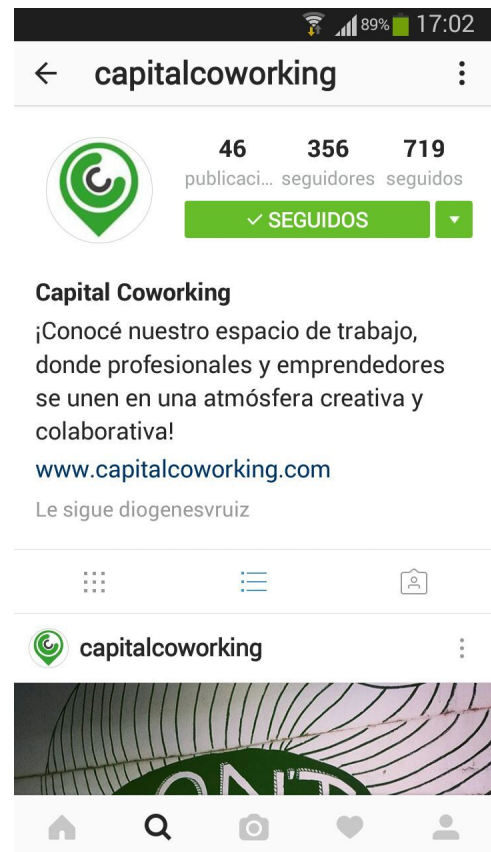 89% 17:02
capitalcoworking
46 356 719
publicaci... seguidores seguidos
SEGUIDOS
Capital Coworking
¡Conocé nuestro espacio de trabajo,
donde profesionales y emprendedores
se unen en una atmósfera creativa y
colaborativa!
www.capitalcoworking.com
Le sigue diogenesvruiz
capitalcoworking
DON'T